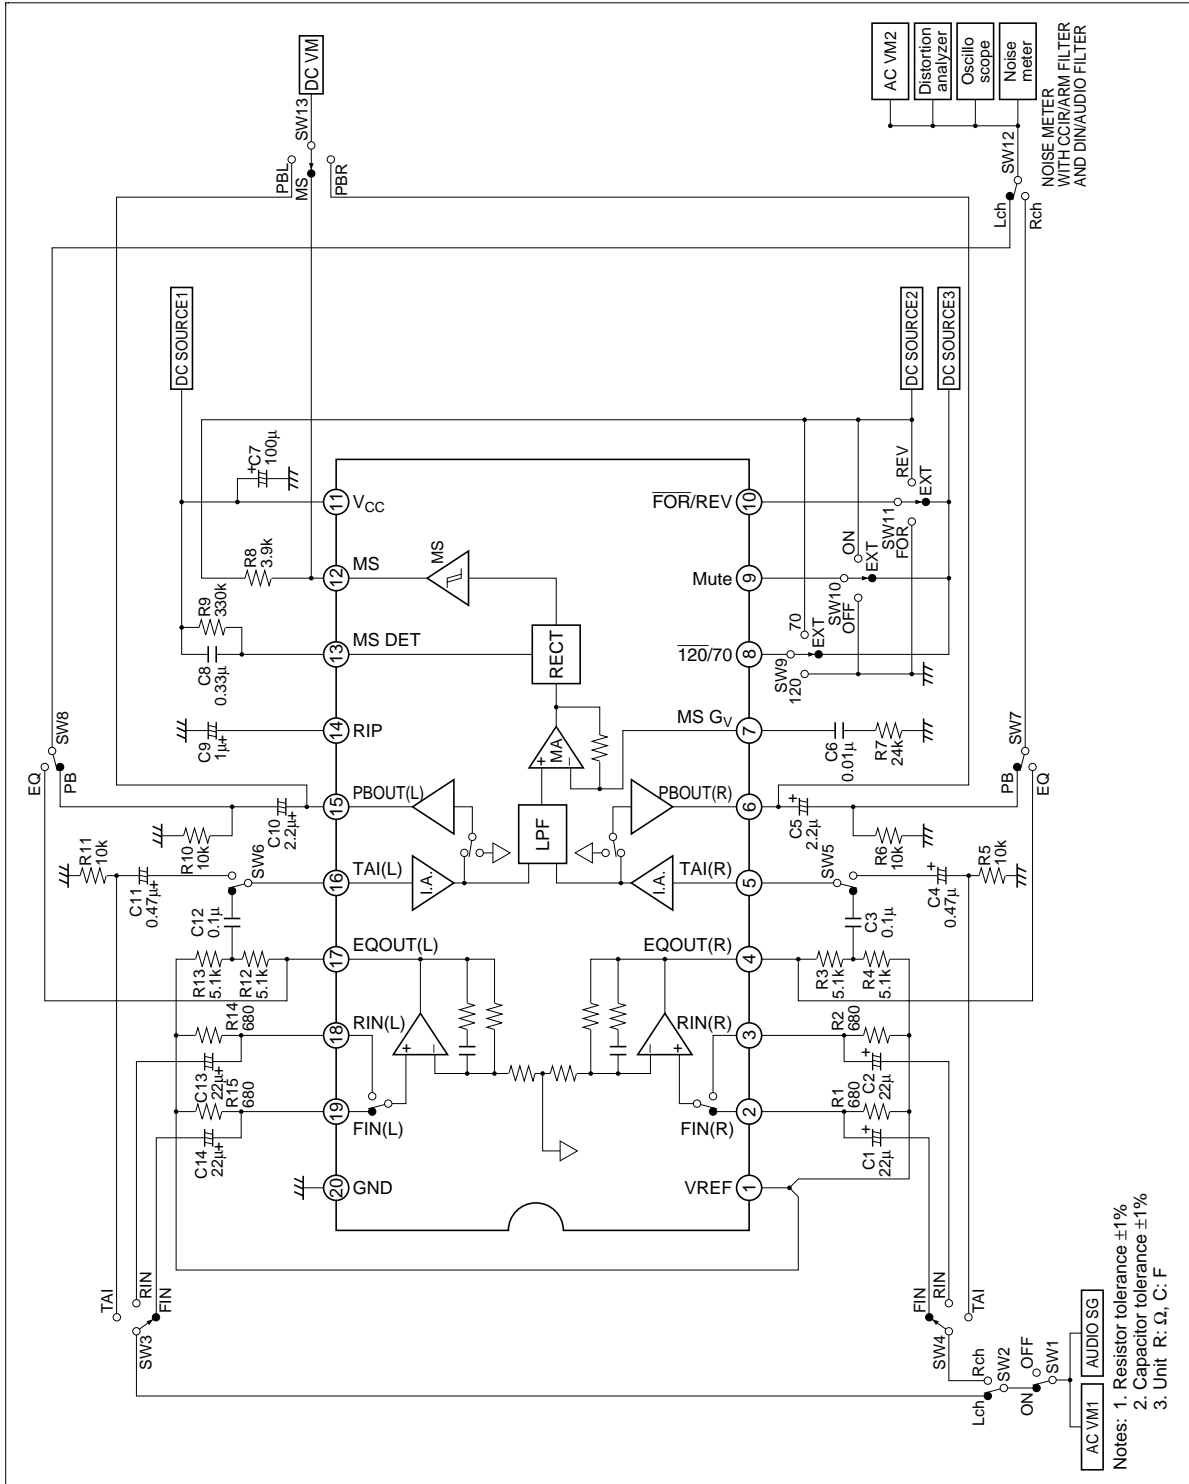 DC VM
SW13
PBL
MS
PBR
AC VM2
Distortion
analyzer
Oscillo
scope
Noise
meter
NOISE METER
WITH CCIR/ARM FILTER
AND DIN/AUDIO FILTER
SW12
Lch
Rch
DC SOURCE1
DC SOURCE2
DC SOURCE3
C7
100μ
+
R8
3.9k
R9
330k
C8
0.33μ
C9
1μ+
11
VCC
12
MS
MS
13
MS DET
RECT
14
RIP
MA
+
−
15
PBOUT(L)
LPF
16
TAI(L)
I.A.
17
EQOUT(L)
18
RIN(L)
+
−
19
FIN(L)
20
GND
10
FOR/REV
9
Mute
8
120/70
7
MS GV
6
PBOUT(R)
5
TAI(R)
I.A.
4
EQOUT(R)
3
RIN(R)
−
+
2
FIN(R)
1
VREF
REV
EXT
SW11
FOR
ON
EXT
SW10
OFF
70
EXT
SW9
120
C6
0.01μ
R7
24k
SW8
EQ
PB
SW7
PB
EQ
R10
10k
C10
2.2μ+
R11
10k
C11
0.47μ+
SW6
C12
0.1μ
R13
5.1k
R12
5.1k
R14
680
C13
22μ+
R15
680
C14
22μ+
C5
2.2μ
+
R6
10k
SW5
C4
0.47μ
+
R5
10k
C3
0.1μ
R3
5.1k
R4
5.1k
R2
680
C2
22μ
+
R1
680
C1
22μ
+
TAI
RIN
FIN
SW3
FIN
RIN
TAI
SW4
Rch
Lch
SW2
OFF
ON
SW1
AC VM1
AUDIO SG
Notes: 1. Resistor tolerance ±1%
2. Capacitor tolerance ±1%
3. Unit R: Ω, C: F